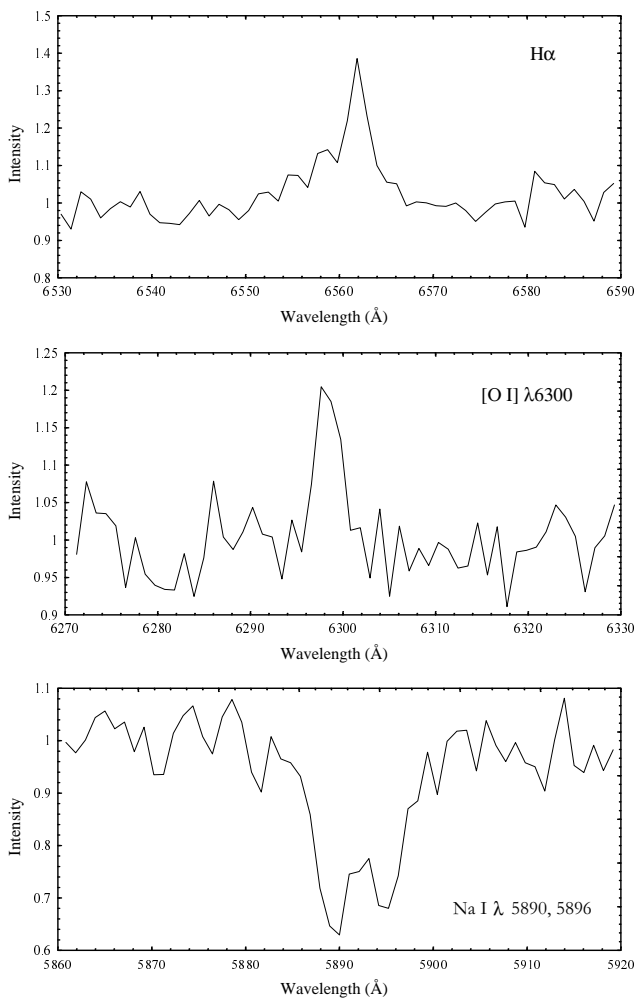 Hα
Intensity
1.5
1.4
1.3
1.2
1.1
1
0.9
0.8
6530 6540 6550 6560 6570 6580 6590
Wavelength (Å)
[O I] λ6300
Intensity
1.25
1.2
1.15
1.1
1.05
1
0.95
0.9
6270 6280 6290 6300 6310 6320 6330
Wavelength (Å)
Na I λ 5890, 5896
Intensity
1.1
1
0.9
0.8
0.7
0.6
5860 5870 5880 5890 5900 5910 5920
Wavelength (Å)